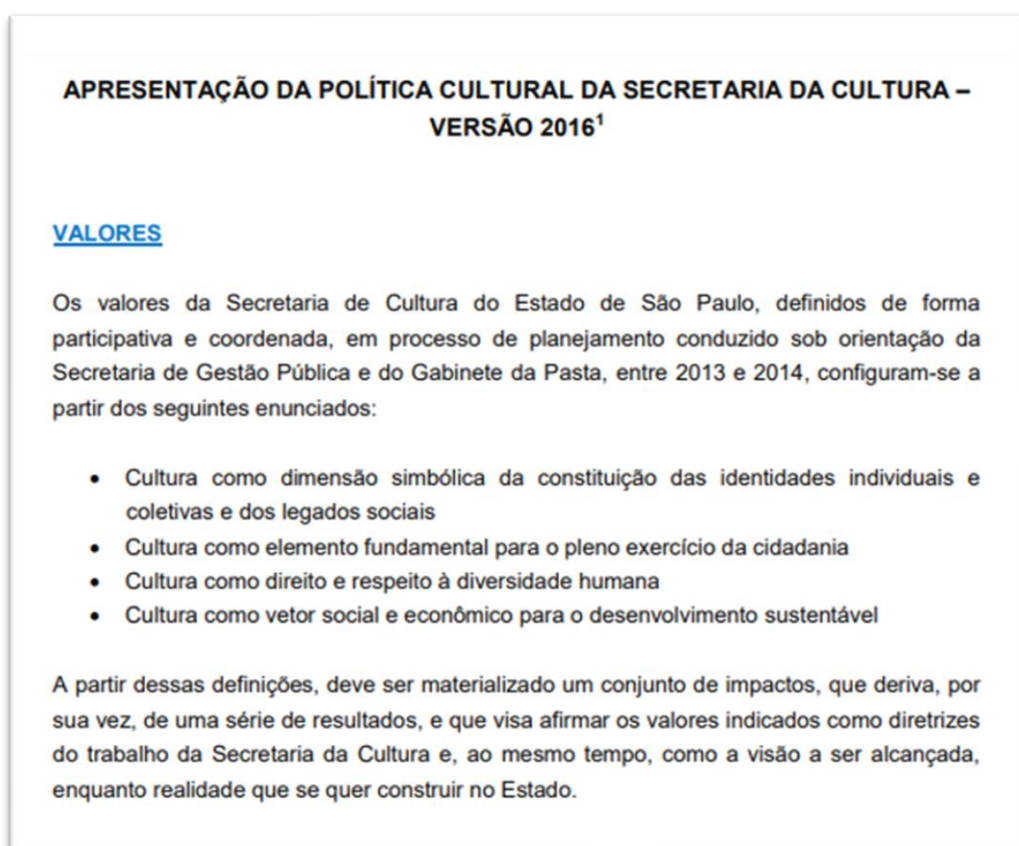 APRESENTAÇÃO DA POLÍTICA CULTURAL DA SECRETARIA DA CULTURA –
VERSÃO 2016¹
VALORES
Os valores da Secretaria de Cultura do Estado de São Paulo, definidos de forma
participativa e coordenada, em processo de planejamento conduzido sob orientação da
Secretaria de Gestão Pública e do Gabinete da Pasta, entre 2013 e 2014, configuram-se a
partir dos seguintes enunciados:
• Cultura como dimensão simbólica da constituição das identidades individuais e
coletivas e dos legados sociais
• Cultura como elemento fundamental para o pleno exercício da cidadania
• Cultura como direito e respeito à diversidade humana
• Cultura como vetor social e econômico para o desenvolvimento sustentável
A partir dessas definições, deve ser materializado um conjunto de impactos, que deriva, por
sua vez, de uma série de resultados, e que visa afirmar os valores indicados como diretrizes
do trabalho da Secretaria da Cultura e, ao mesmo tempo, como a visão a ser alcançada,
enquanto realidade que se quer construir no Estado.